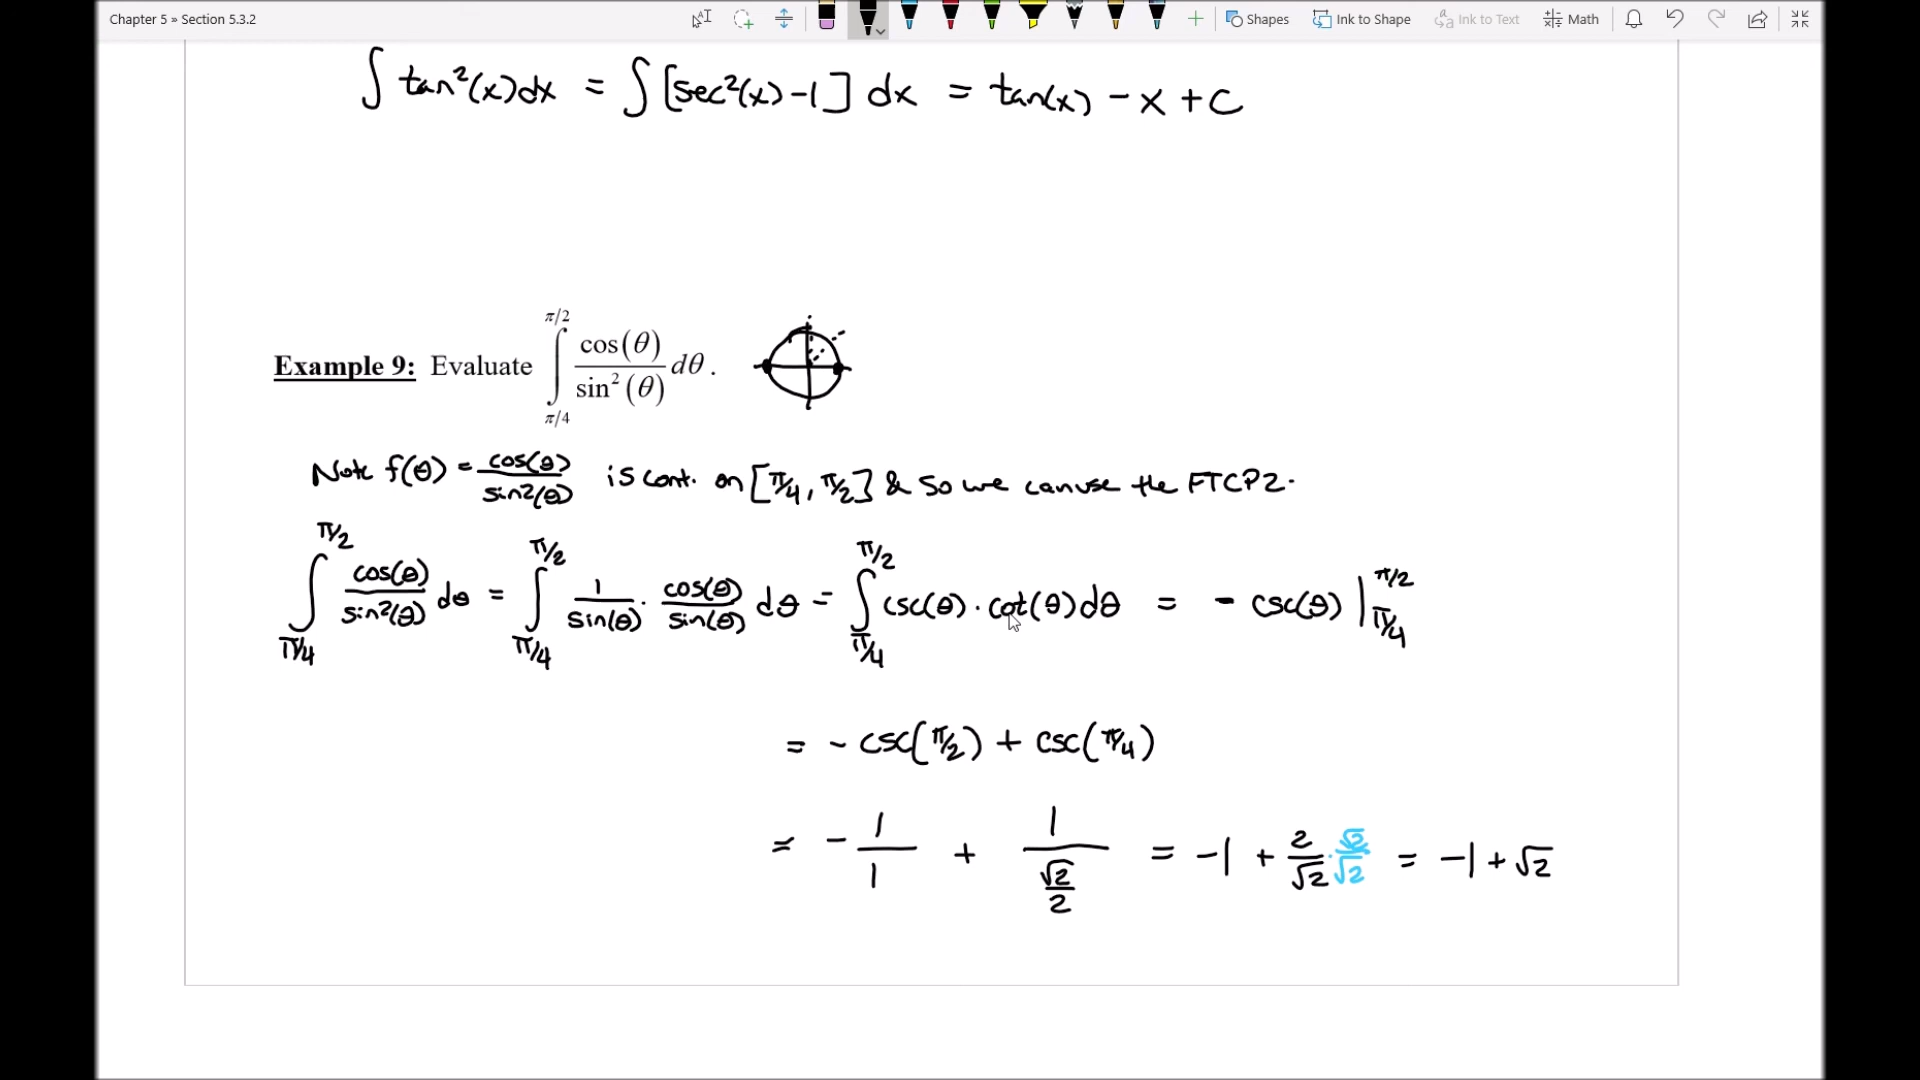 Chapter 5 » Section 5.3.2
Shapes Ink to Shape Ink to Text Math
∫ tan²(x)dx = ∫ [sec²(x)-1] dx = tan(x) - x + C
Example 9: Evaluate ∫_{π/4}^{π/2} cos(θ)/sin²(θ) dθ.
Note f(θ) = cos(θ)/sin²(θ) is cont. on [π/4, π/2] & so we can use the FTCP2.
∫_{π/4}^{π/2} cos(θ)/sin²(θ) dθ = ∫_{π/4}^{π/2} 1/sin(θ) · cos(θ)/sin(θ) dθ = ∫_{π/4}^{π/2} csc(θ) · cot(θ) dθ = - csc(θ) |_{π/4}^{π/2}
= - csc(π/2) + csc(π/4)
= - 1/1 + 1/(√2/2) = -1 + 2/√2 · √2/√2 = -1 + √2